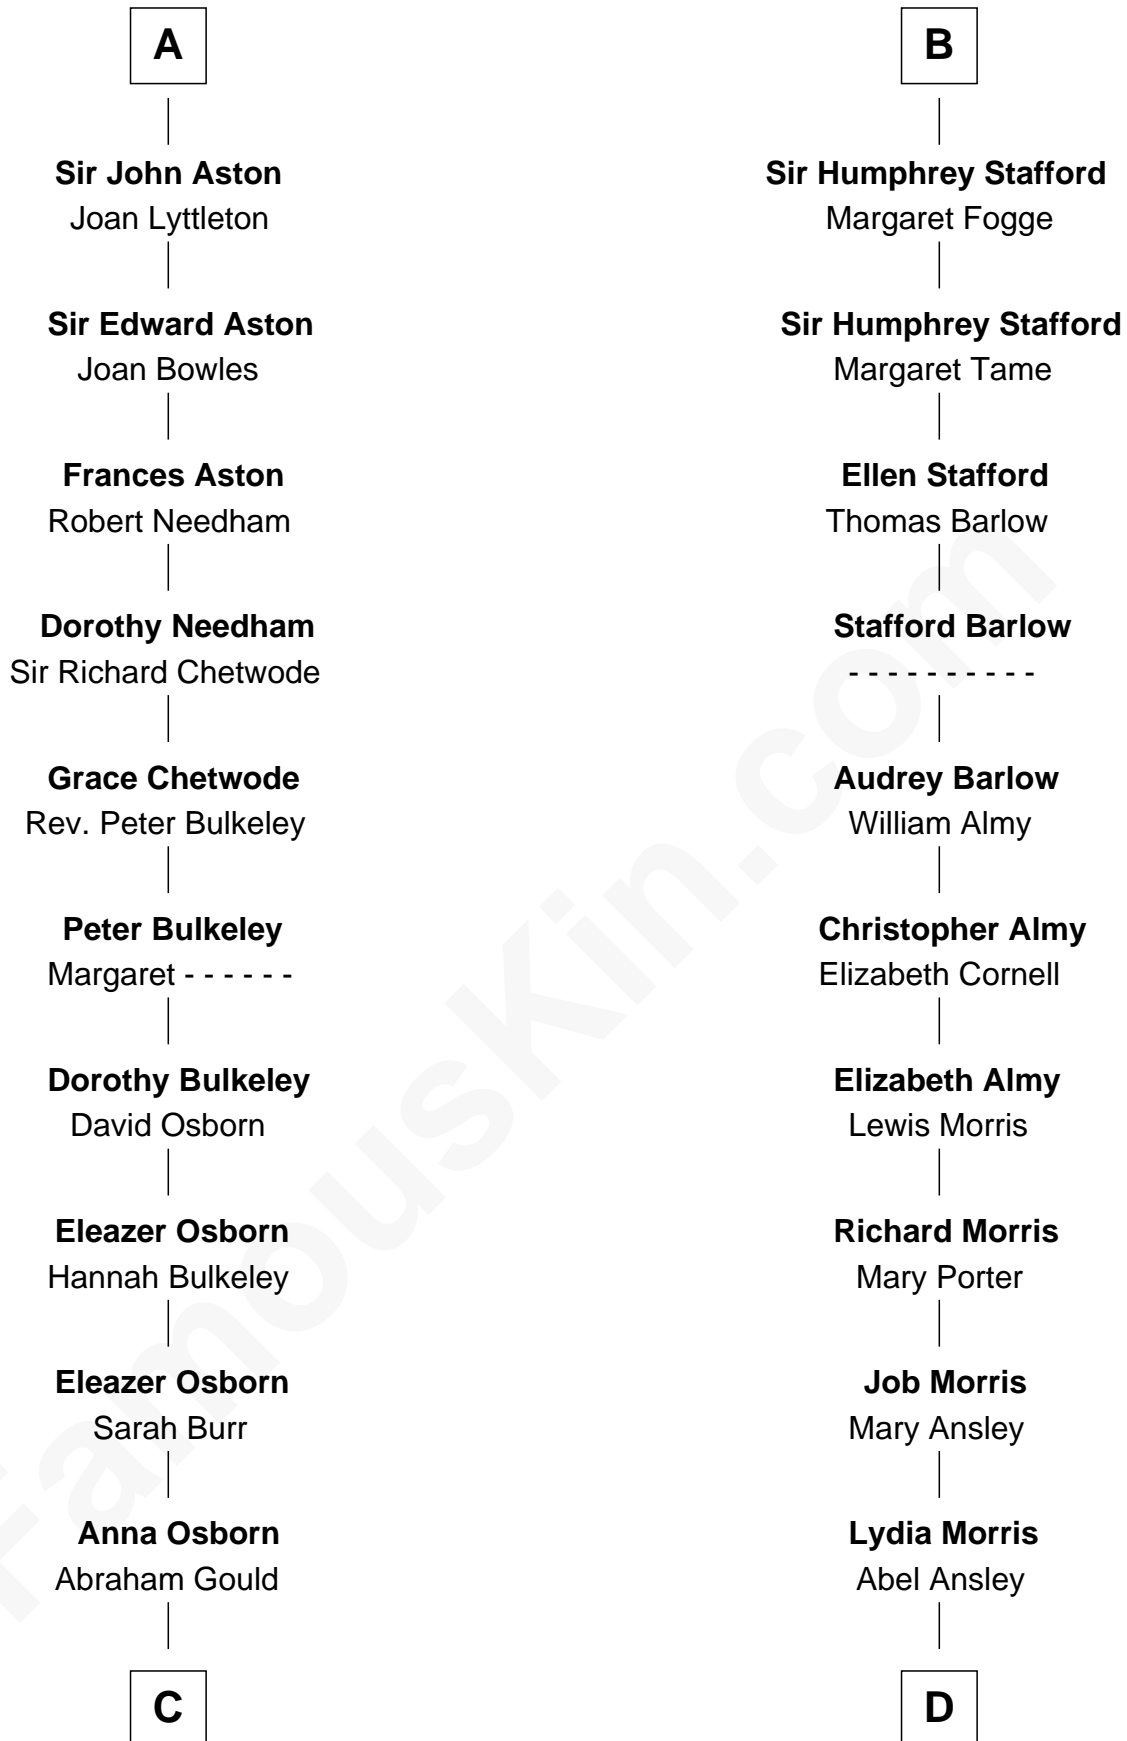 A
Sir John Aston
Joan Lyttleton
Sir Edward Aston
Joan Bowles
Frances Aston
Robert Needham
Dorothy Needham
Sir Richard Chetwode
Grace Chetwode
Rev. Peter Bulkeley
Peter Bulkeley
Margaret - - - - - -
Dorothy Bulkeley
David Osborn
Eleazer Osborn
Hannah Bulkeley
Eleazer Osborn
Sarah Burr
Anna Osborn
Abraham Gould
C
B
Sir Humphrey Stafford
Margaret Fogge
Sir Humphrey Stafford
Margaret Tame
Ellen Stafford
Thomas Barlow
Stafford Barlow
- - - - - - - - - -
Audrey Barlow
William Almy
Christopher Almy
Elizabeth Cornell
Elizabeth Almy
Lewis Morris
Richard Morris
Mary Porter
Job Morris
Mary Ansley
Lydia Morris
Abel Ansley
D
FamousKin.com